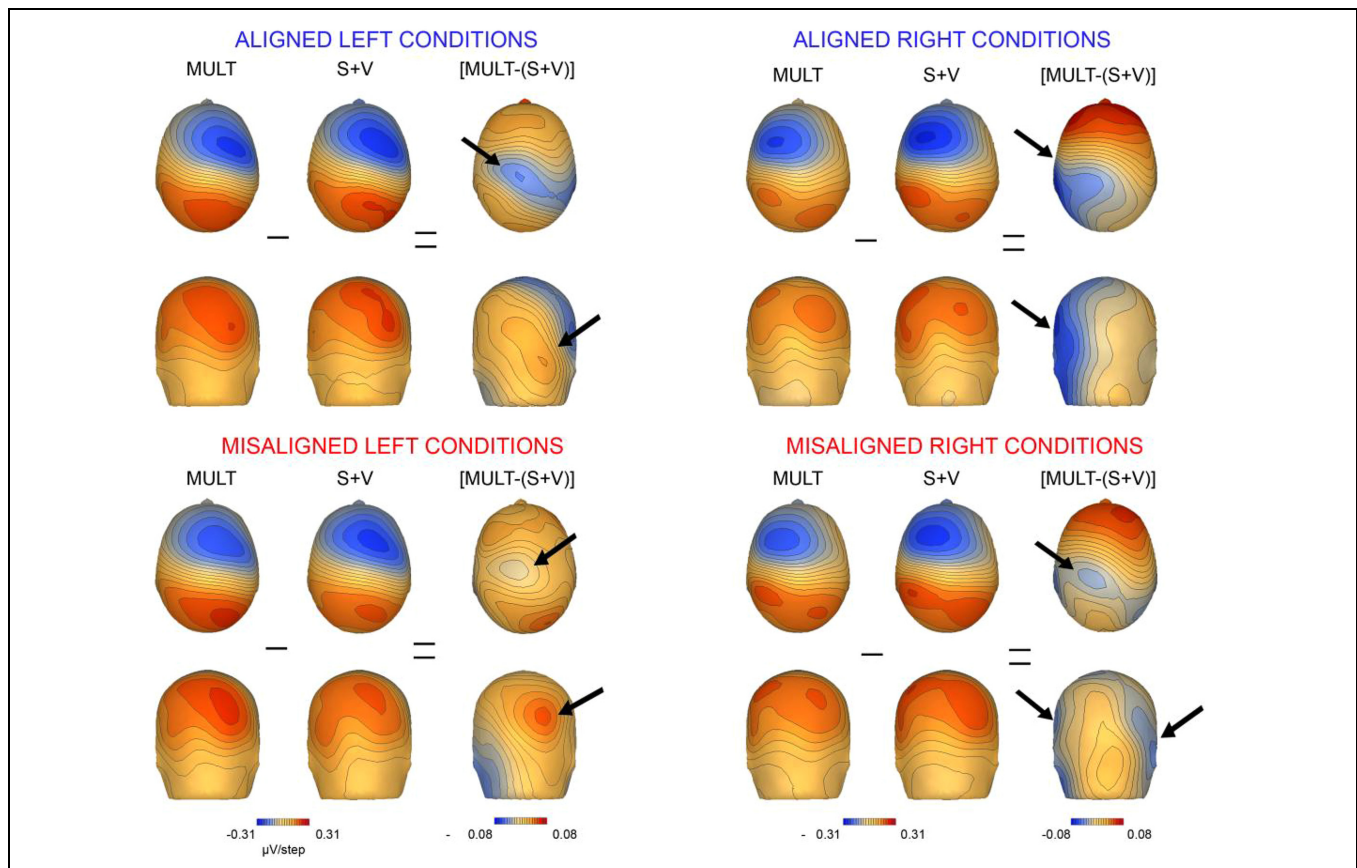 ALIGNED LEFT CONDITIONS
MULT S+V [MULT-(S+V)]
ALIGNED RIGHT CONDITIONS
MULT S+V [MULT-(S+V)]
MISALIGNED LEFT CONDITIONS
MULT S+V [MULT-(S+V)]
MISALIGNED RIGHT CONDITIONS
MULT S+V [MULT-(S+V)]
-0.31 0.31
µV/step
- 0.08 0.08
- 0.31 0.31
-0.08 0.08